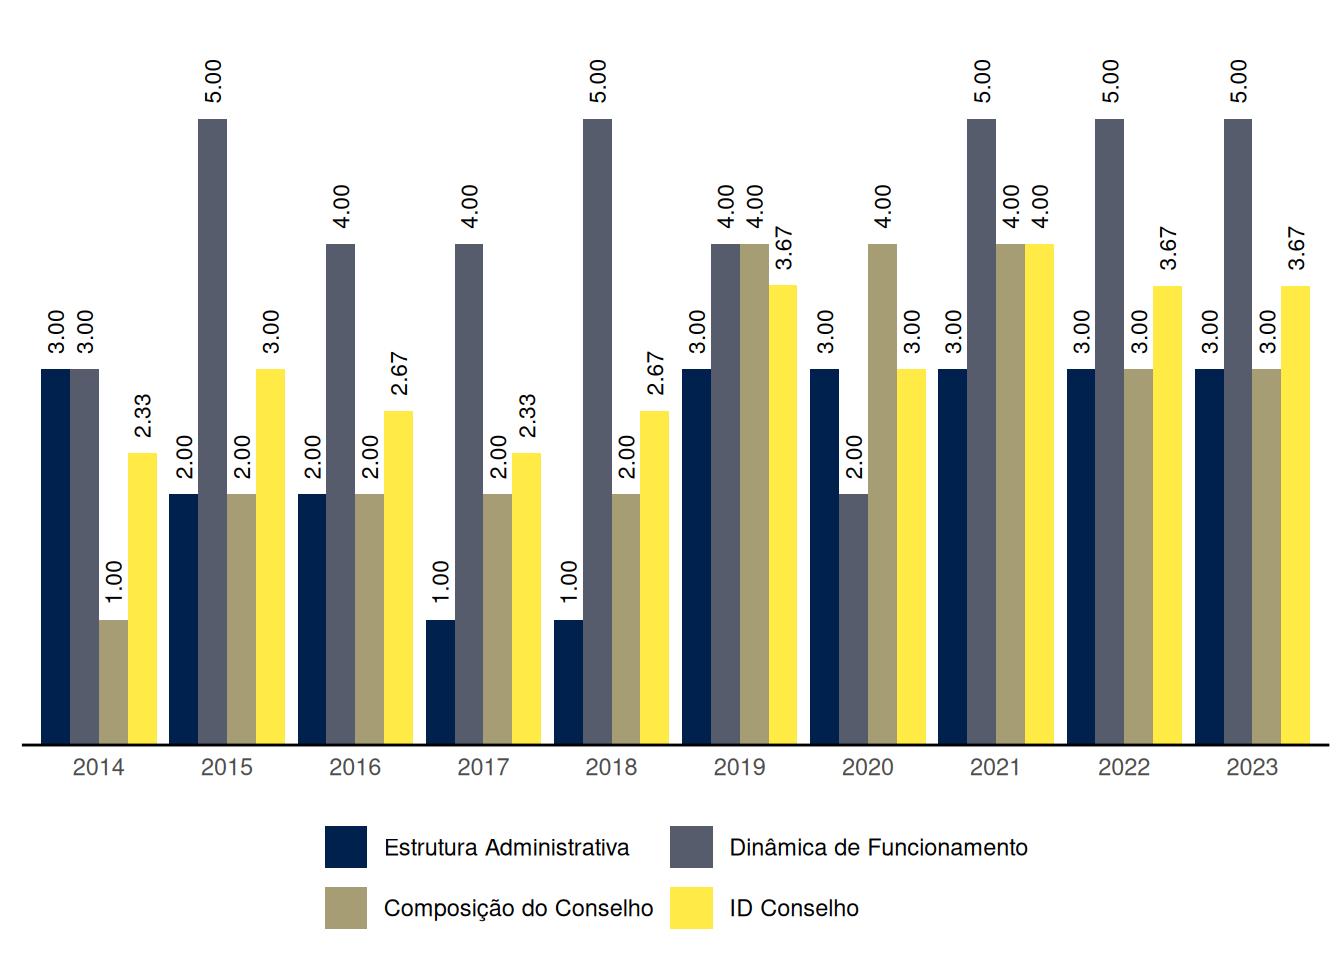 3.00 3.00 1.00 2.33
2.00 5.00 2.00 3.00
2.00 4.00 2.00 2.67
1.00 4.00 2.00 2.33
1.00 5.00 2.00 2.67
3.00 4.00 4.00 3.67
3.00 2.00 4.00 3.00
3.00 5.00 4.00 4.00
3.00 5.00 3.00 3.67
3.00 5.00 3.00 3.67
2014 2015 2016 2017 2018 2019 2020 2021 2022 2023
Estrutura Administrativa Dinâmica de Funcionamento
Composição do Conselho ID Conselho